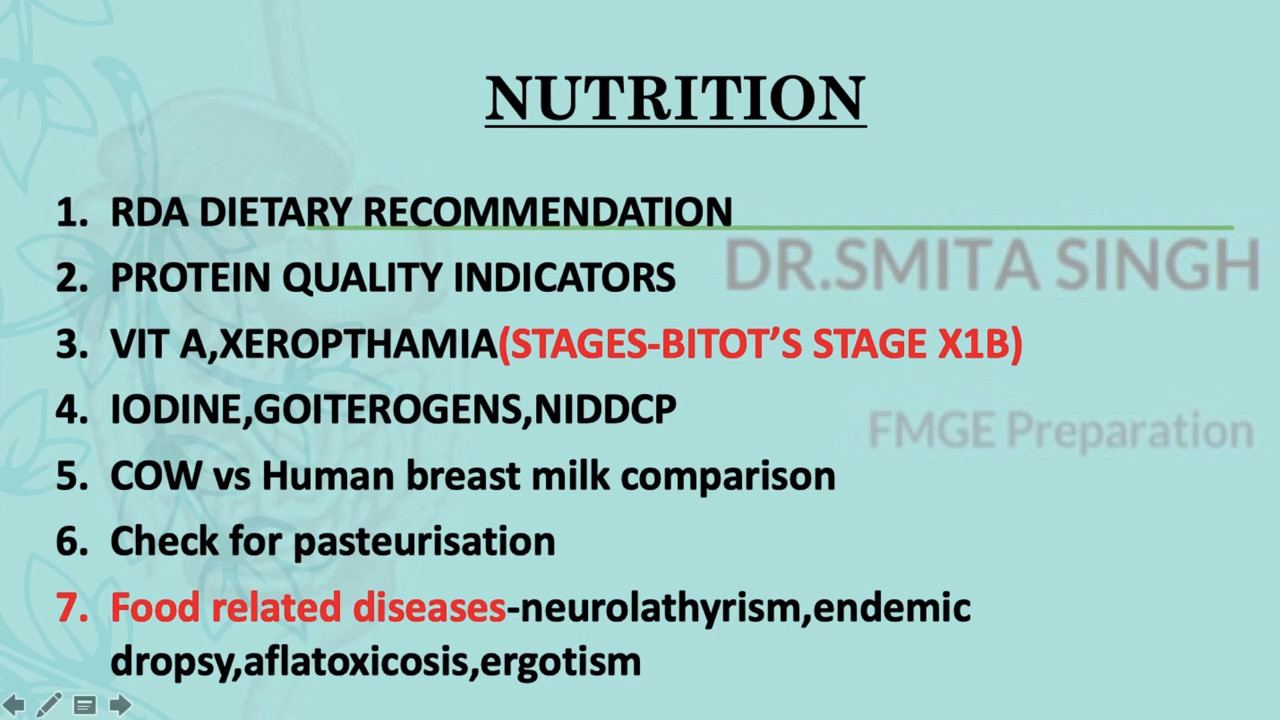 NUTRITION
1. RDA DIETARY RECOMMENDATION
DR.SMITA SINGH
2. PROTEIN QUALITY INDICATORS
3. VIT A,XEROPTHAMIA(STAGES-BITOT’S STAGE X1B)
4. IODINE,GOITEROGENS,NIDDCP
FMGE Preparation
5. COW vs Human breast milk comparison
6. Check for pasteurisation
7. Food related diseases-neurolathyrism,endemic
dropsy,aflatoxicosis,ergotism